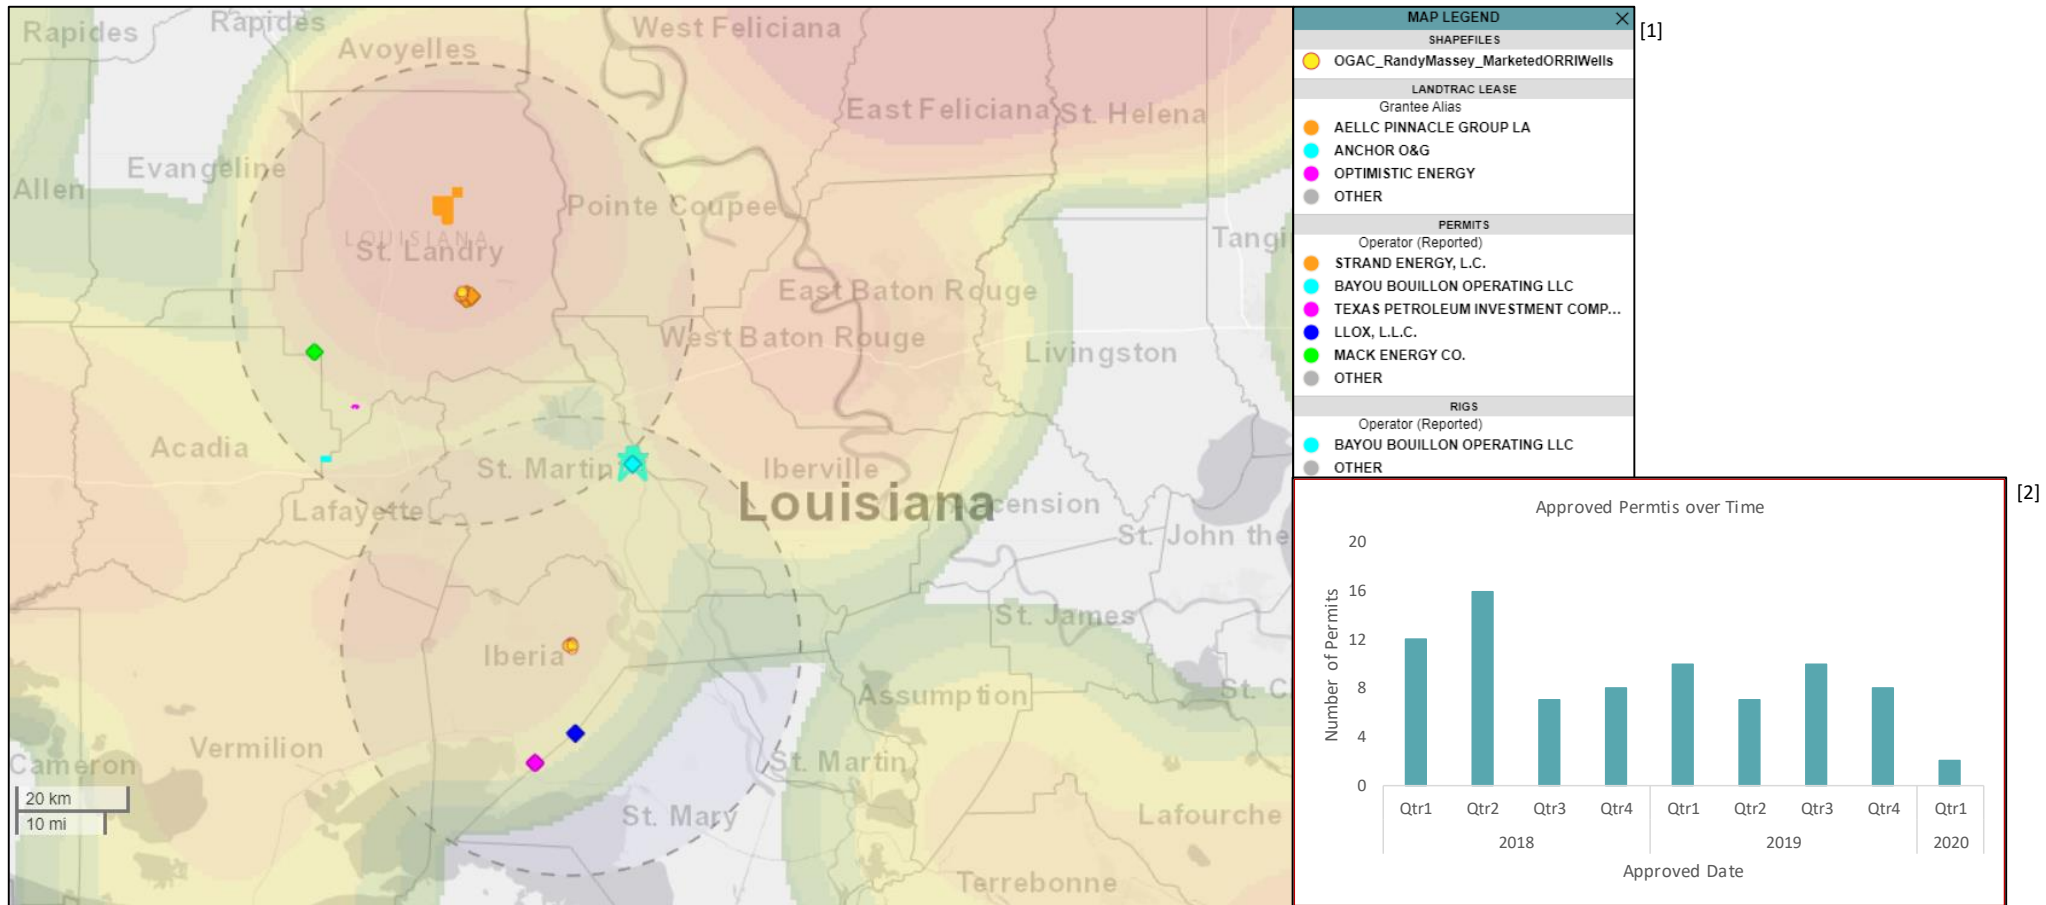 Rapides
Rapides
Avoyelles
West Feliciana
East Feliciana
St. Helena
Evangeline
Allen
Pointe Coupee
LOUISIANA
St. Landry
Tangi
East Baton Rouge
West Baton Rouge
Livingston
Acadia
St. Martin
Iberville
Louisiana
Lafayette
cension
St. John the
St. James
Iberia
Assumption
St. C
Vermilion
Cameron
St. Martin
20 km
10 mi
St. Mary
Lafourche
Terrebonne
MAP LEGEND
SHAPEFILES
OGAC_RandyMassey_MarketedORRIWells
LANDTRAC LEASE
Grantee Alias
AELLC PINNACLE GROUP LA
ANCHOR O&G
OPTIMISTIC ENERGY
OTHER
PERMITS
Operator (Reported)
STRAND ENERGY, L.C.
BAYOU BOUILLON OPERATING LLC
TEXAS PETROLEUM INVESTMENT COMP...
LLOX, L.L.C.
MACK ENERGY CO.
OTHER
RIGS
Operator (Reported)
BAYOU BOUILLON OPERATING LLC
OTHER
[1]
[2]
Approved Permtis over Time
Number of Permits
20
16
12
8
4
0
Qtr1 Qtr2 Qtr3 Qtr4 Qtr1 Qtr2 Qtr3 Qtr4 Qtr1
2018 2019 2020
Approved Date